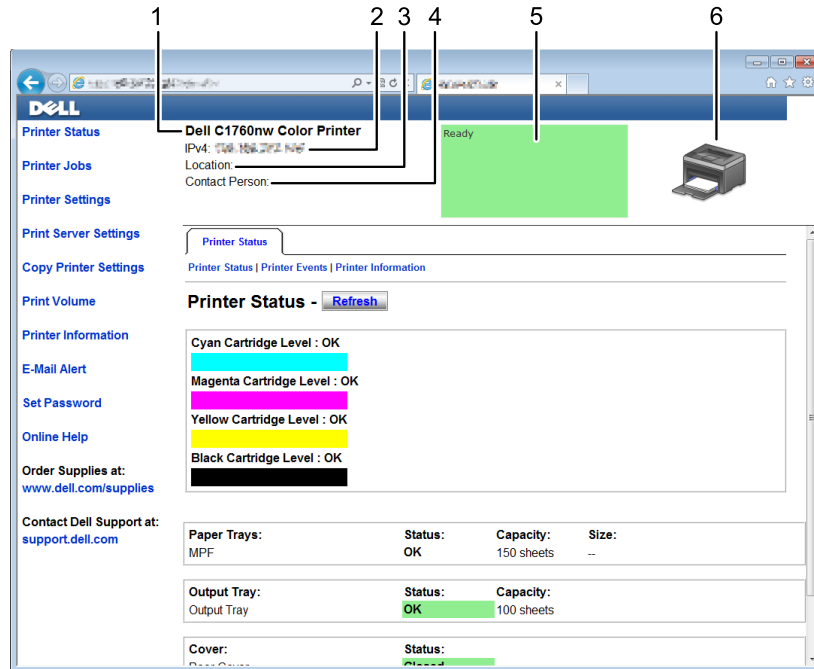 1 2 3 4 5 6
DELL
Printer Status
Printer Jobs
Printer Settings
Print Server Settings
Copy Printer Settings
Print Volume
Printer Information
E-Mail Alert
Set Password
Online Help
Order Supplies at:
www.dell.com/supplies
Contact Dell Support at:
support.dell.com
Dell C1760nw Color Printer
IPv4:
Location:
Contact Person:
Ready
Printer Status
Printer Status | Printer Events | Printer Information
Printer Status - Refresh
Cyan Cartridge Level : OK
Magenta Cartridge Level : OK
Yellow Cartridge Level : OK
Black Cartridge Level : OK
Paper Trays: Status: Capacity: Size:
MPF OK 150 sheets --
Output Tray: Status: Capacity:
Output Tray OK 100 sheets
Cover: Status:
Rear Cover Closed